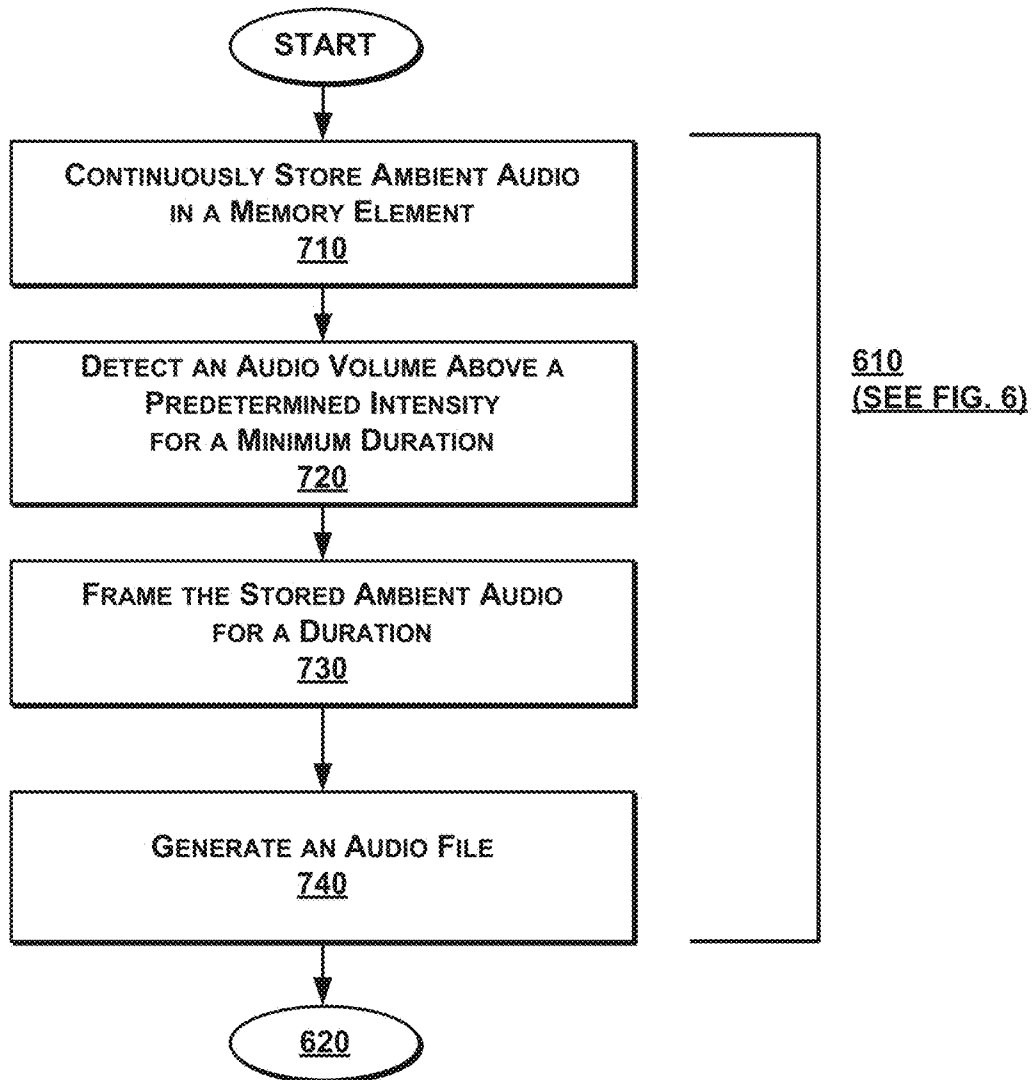 START
CONTINUOUSLY STORE AMBIENT AUDIO
IN A MEMORY ELEMENT
710
DETECT AN AUDIO VOLUME ABOVE A
PREDETERMINED INTENSITY
FOR A MINIMUM DURATION
720
610
(SEE FIG. 6)
FRAME THE STORED AMBIENT AUDIO
FOR A DURATION
730
GENERATE AN AUDIO FILE
740
620